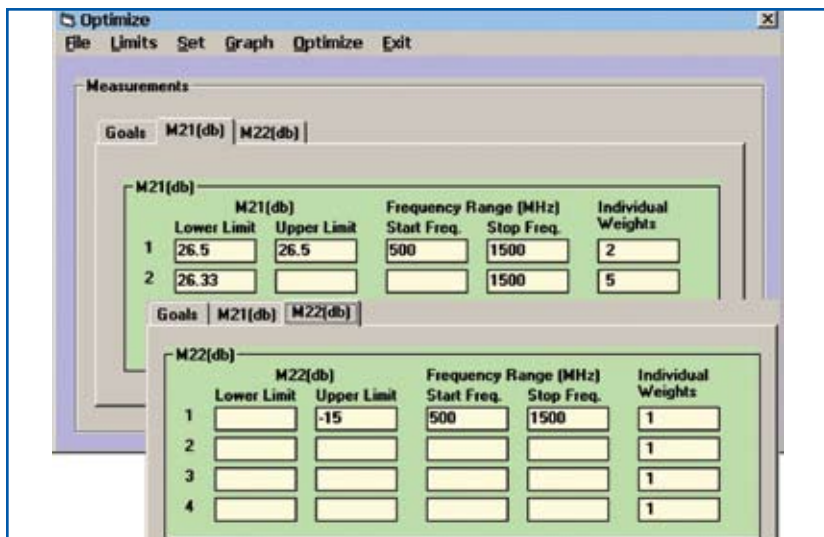 Optimize
File Limits Set Graph Optimize Exit
Measurements
Goals M21(db) M22(db)
M21(db)
M21(db) Frequency Range (MHz) Individual
Lower Limit Upper Limit Start Freq. Stop Freq. Weights
1 26.5 26.5 500 1500 2
2 26.33 1500 5
Goals M21(db) M22(db)
M22(db)
M22(db) Frequency Range (MHz) Individual
Lower Limit Upper Limit Start Freq. Stop Freq. Weights
1 -15 500 1500 1
2 1
3 1
4 1